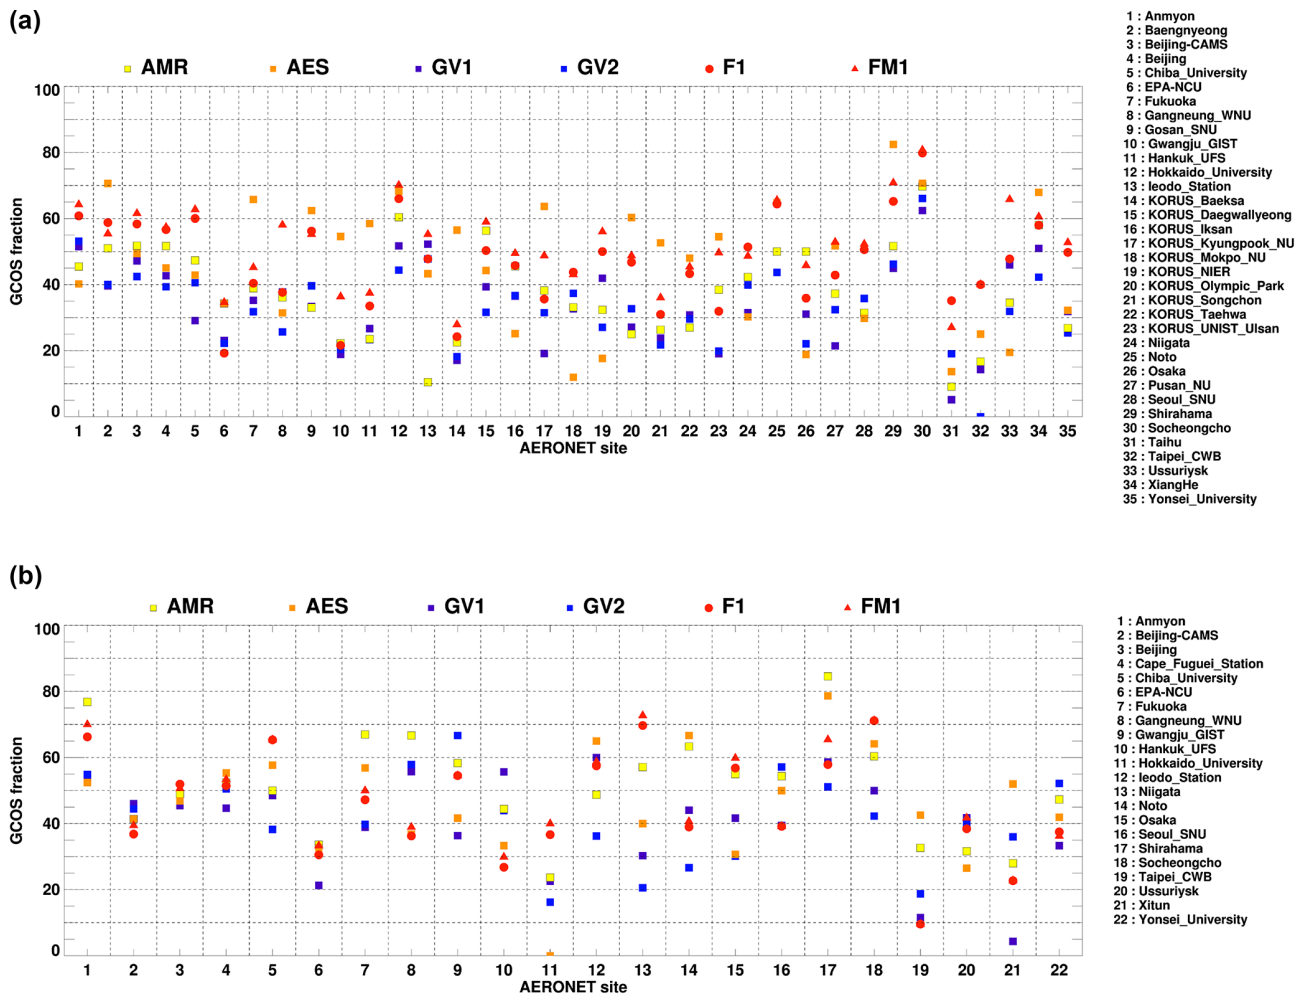 (a)
AMR AES GV1 GV2 F1 FM1
GCOS fraction
100
80
60
40
20
0
1 2 3 4 5 6 7 8 9 10 11 12 13 14 15 16 17 18 19 20 21 22 23 24 25 26 27 28 29 30 31 32 33 34 35
AERONET site
1 : Anmyon
2 : Baengnyeong
3 : Beijing-CAMS
4 : Beijing
5 : Chiba_University
6 : EPA-NCU
7 : Fukuoka
8 : Gangneung_WNU
9 : Gosan_SNU
10 : Gwangju_GIST
11 : Hankuk_UFS
12 : Hokkaido_University
13 : Ieodo_Station
14 : KORUS_Baeksa
15 : KORUS_Daegwallyeong
16 : KORUS_Iksan
17 : KORUS_Kyungpook_NU
18 : KORUS_Mokpo_NU
19 : KORUS_NIER
20 : KORUS_Olympic_Park
21 : KORUS_Songchon
22 : KORUS_Taehwa
23 : KORUS_UNIST_Ulsan
24 : Niigata
25 : Noto
26 : Osaka
27 : Pusan_NU
28 : Seoul_SNU
29 : Shirahama
30 : Socheongcho
31 : Taihu
32 : Taipei_CWB
33 : Ussuriysk
34 : XiangHe
35 : Yonsei_University
(b)
AMR AES GV1 GV2 F1 FM1
GCOS fraction
100
80
60
40
20
0
1 2 3 4 5 6 7 8 9 10 11 12 13 14 15 16 17 18 19 20 21 22
AERONET site
1 : Anmyon
2 : Beijing-CAMS
3 : Beijing
4 : Cape_Fuguei_Station
5 : Chiba_University
6 : EPA-NCU
7 : Fukuoka
8 : Gangneung_WNU
9 : Gwangju_GIST
10 : Hankuk_UFS
11 : Hokkaido_University
12 : Ieodo_Station
13 : Niigata
14 : Noto
15 : Osaka
16 : Seoul_SNU
17 : Shirahama
18 : Socheongcho
19 : Taipei_CWB
20 : Ussuriysk
21 : Xitun
22 : Yonsei_University